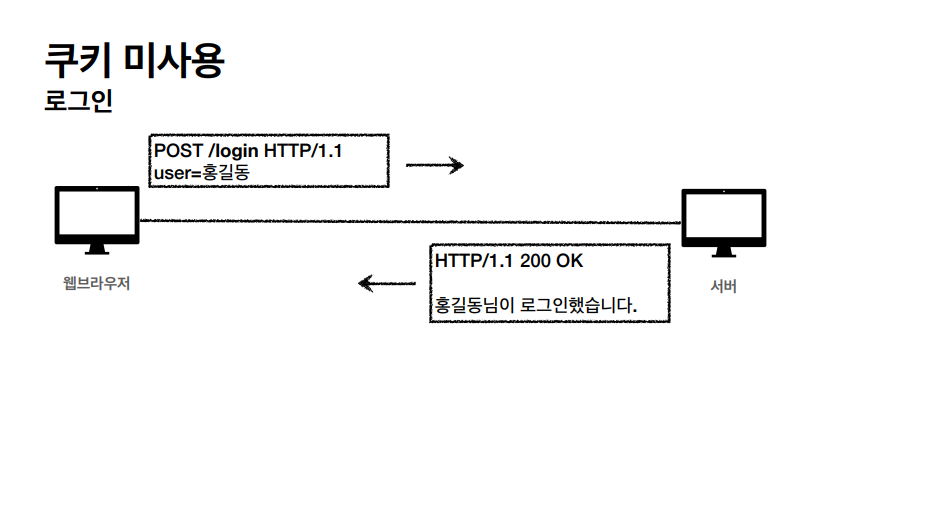 쿠키 미사용
로그인
POST /login HTTP/1.1
user=홍길동
웹브라우저
HTTP/1.1 200 OK
홍길동님이 로그인했습니다.
서버